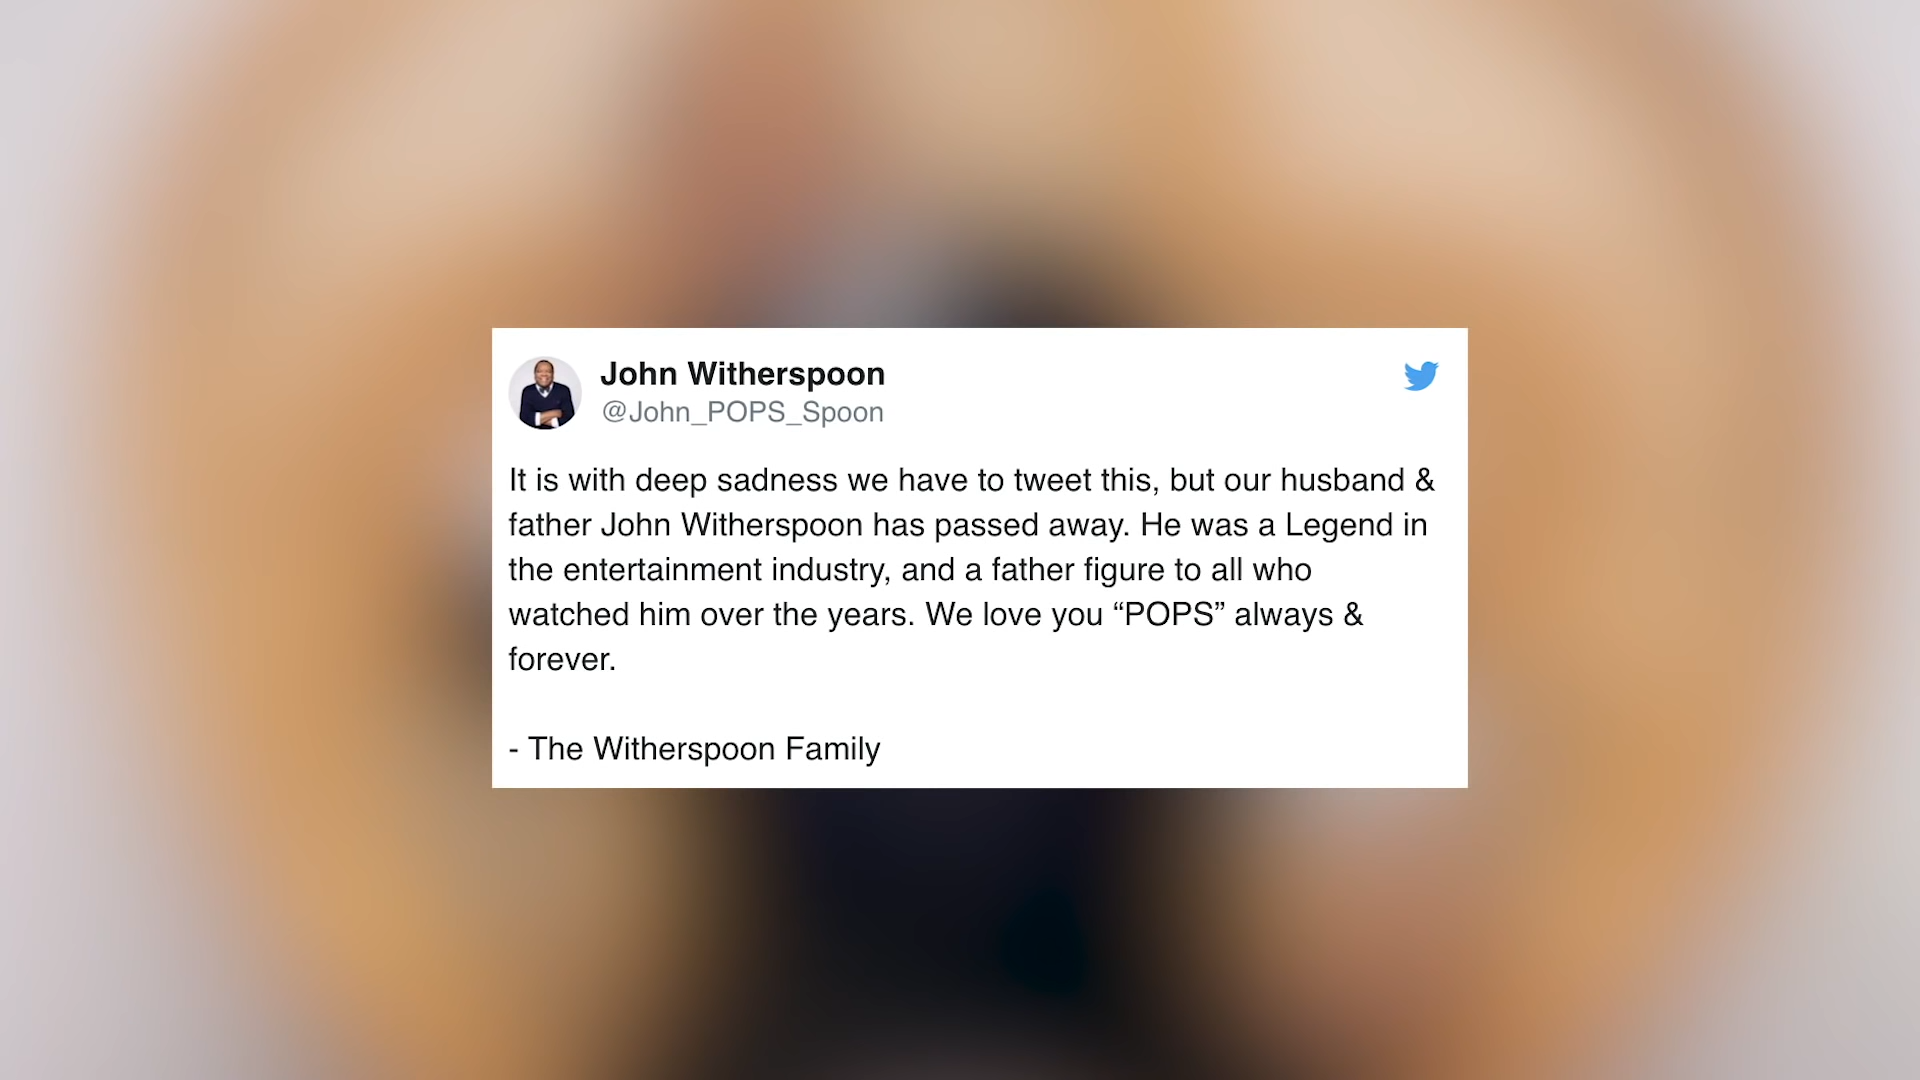 John Witherspoon
@John_POPS_Spoon
It is with deep sadness we have to tweet this, but our husband &
father John Witherspoon has passed away. He was a Legend in
the entertainment industry, and a father figure to all who
watched him over the years. We love you “POPS” always &
forever.
- The Witherspoon Family